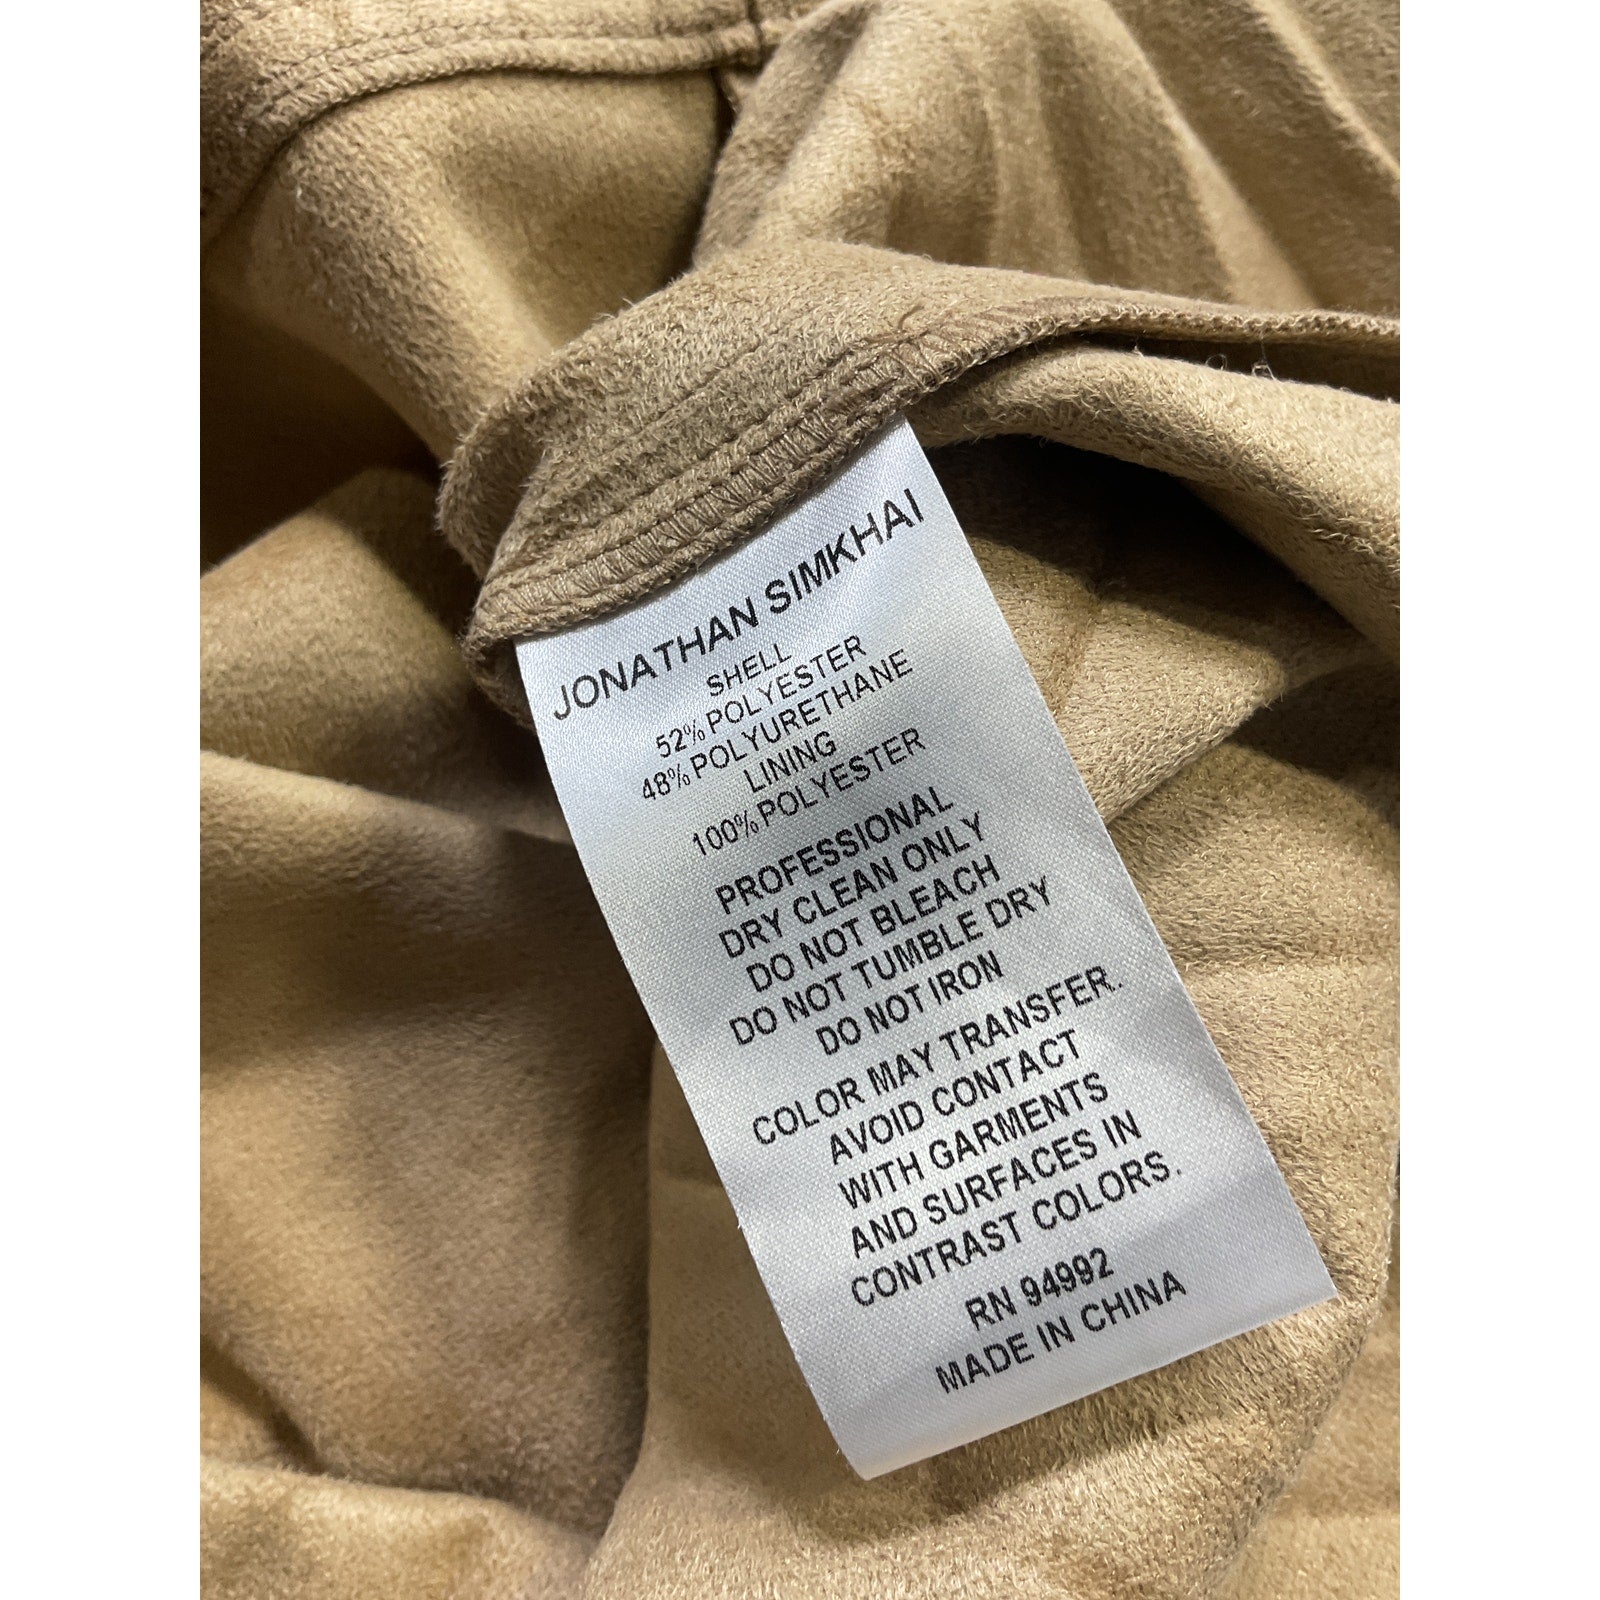 JONATHAN SIMKHAI
SHELL
52% POLYESTER
48% POLYURETHANE
LINING
100% POLYESTER
PROFESSIONAL
DRY CLEAN ONLY
DO NOT BLEACH
DO NOT TUMBLE DRY
DO NOT IRON
COLOR MAY TRANSFER.
AVOID CONTACT
WITH GARMENTS
AND SURFACES IN
CONTRAST COLORS.
RN 94992
MADE IN CHINA